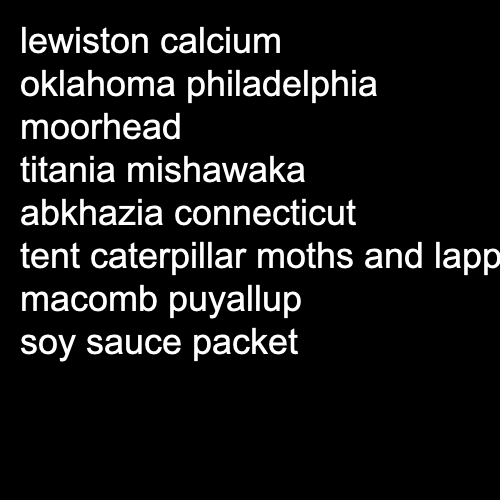 lewiston calcium
oklahoma philadelphia
moorhead
titania mishawaka
abkhazia connecticut
tent caterpillar moths and lapp
macomb puyallup
soy sauce packet